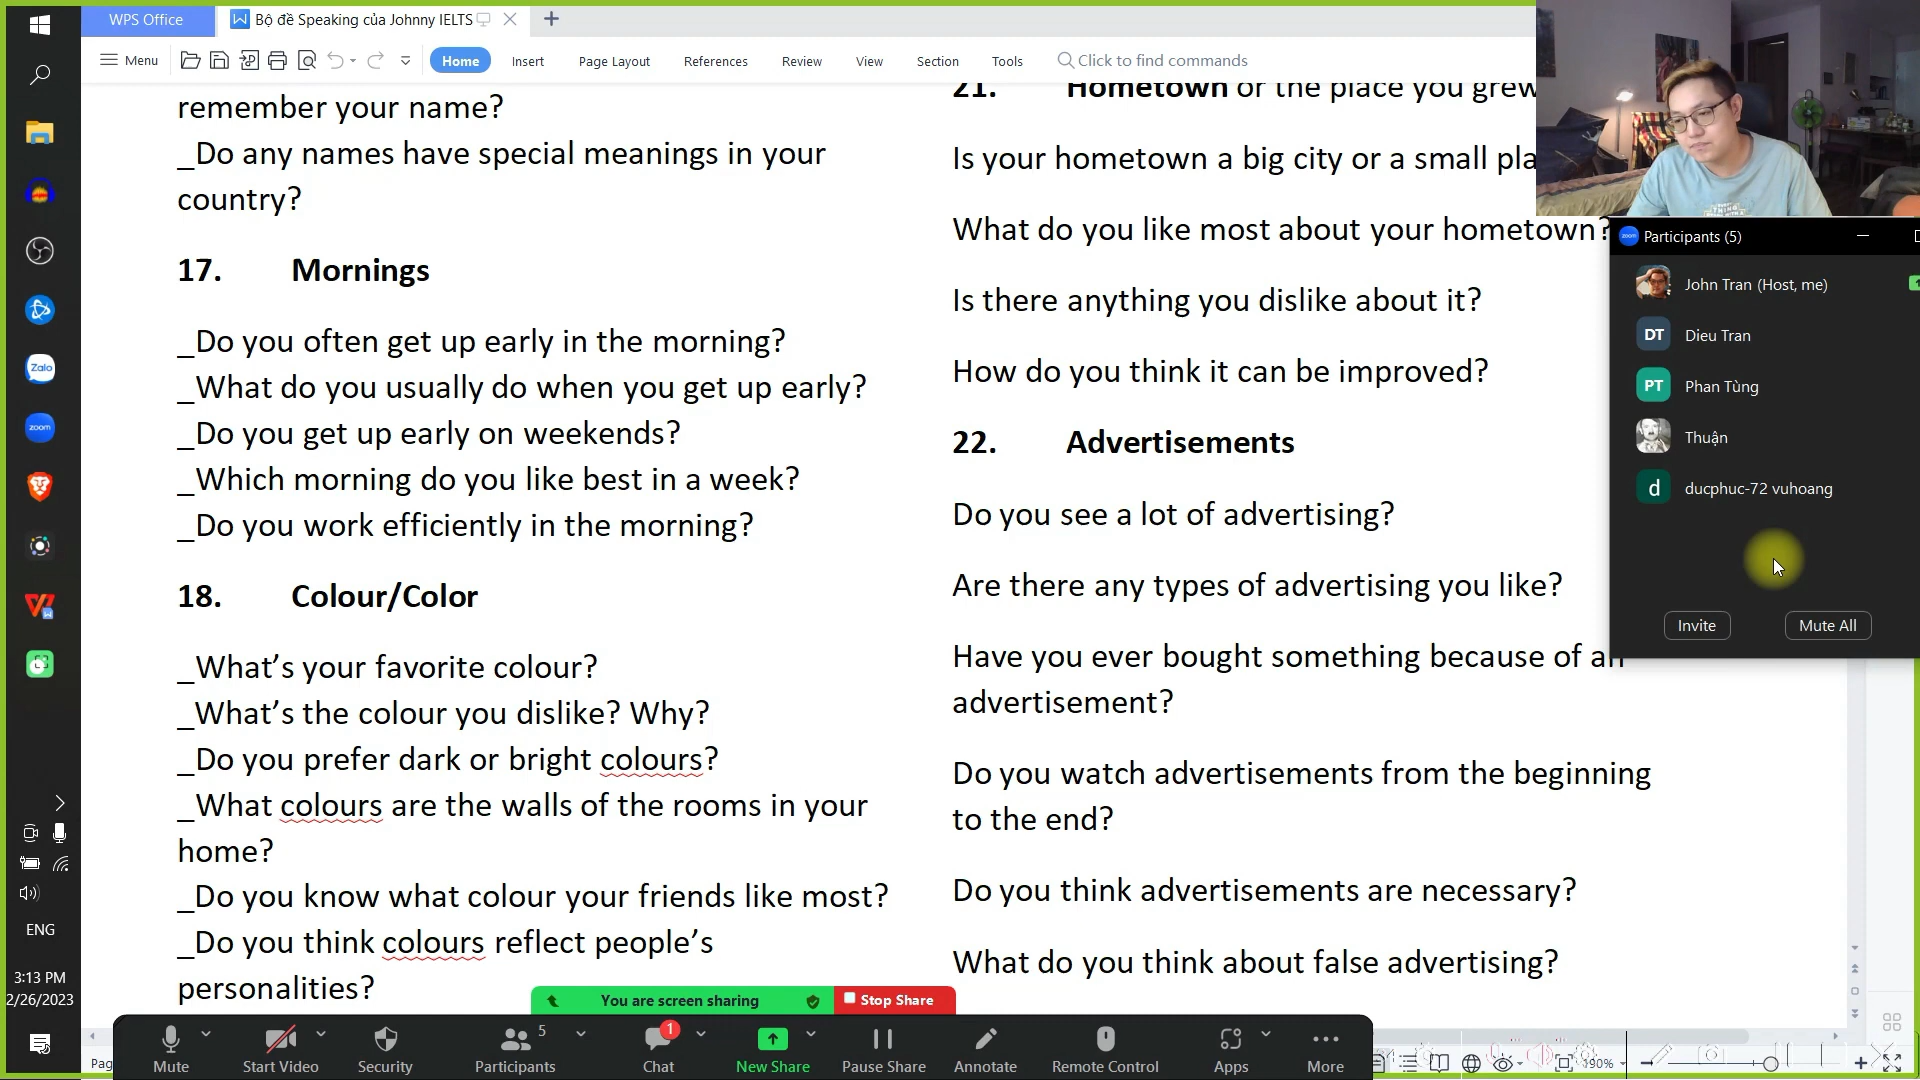 WPS Office
Bộ đề Speaking của Johnny IELTS
Menu
Home
Insert
Page Layout
References
Review
View
Section
Tools
Click to find commands
remember your name?
_Do any names have special meanings in your
country?
17. Mornings
_Do you often get up early in the morning?
_What do you usually do when you get up early?
_Do you get up early on weekends?
_Which morning do you like best in a week?
_Do you work efficiently in the morning?
18. Colour/Color
_What's your favorite colour?
_What's the colour you dislike? Why?
_Do you prefer dark or bright colours?
_What colours are the walls of the rooms in your
home?
_Do you know what colour your friends like most?
_Do you think colours reflect people's
personalities?
21. Hometown or the place you grew
Is your hometown a big city or a small pla
What do you like most about your hometown?
Is there anything you dislike about it?
How do you think it can be improved?
22. Advertisements
Do you see a lot of advertising?
Are there any types of advertising you like?
Have you ever bought something because of an
advertisement?
Do you watch advertisements from the beginning
to the end?
Do you think advertisements are necessary?
What do you think about false advertising?
zoom
Participants (5)
John Tran (Host, me)
DT
Dieu Tran
PT
Phan Tùng
Thuận
d
ducphuc-72 vuhoang
Invite
Mute All
Zalo
zoom
ENG
3:13 PM
2/26/2023
You are screen sharing
Stop Share
Mute
Start Video
Security
5
Participants
1
Chat
New Share
Pause Share
Annotate
Remote Control
Apps
More
Pag
190%